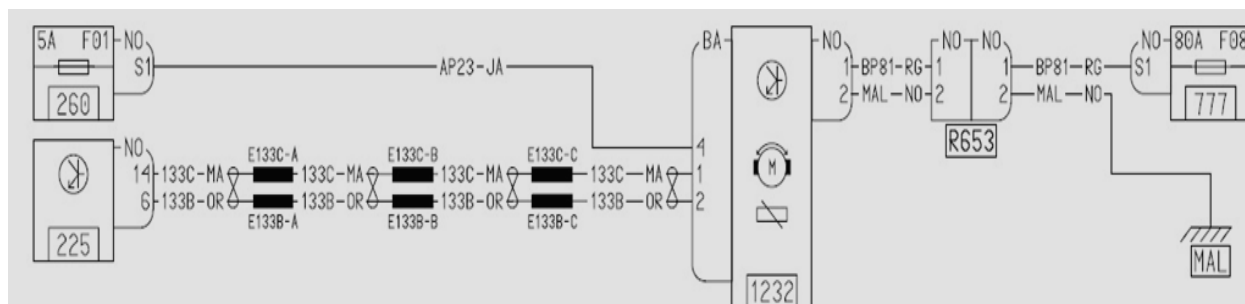 5A F01 NO
S1
260
AP23-JA
BA
4
NO
1 BP81-RG 1
2 MAL-NO 2
NO NO
R653
1 BP81-RG S1
2 MAL-NO
NO 80A F08
777
MAL
NO
E133C-A E133C-B E133C-C
14 133C-MA 133C-MA 133C-MA 133C-MA 1
6 133B-OR 133B-OR 133B-OR 133B-OR 2
E133B-A E133B-B E133B-C
225
M
1232